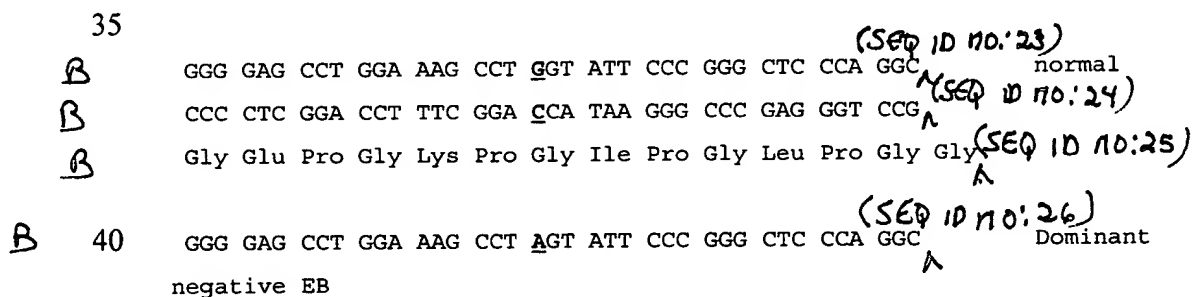 35
(SEQ ID NO.: 23)
B GGG GAG CCT GGA AAG CCT GGT ATT CCC GGG CTC CCA GGC normal
B CCC CTC GGA CCT TTC GGA CCA TAA GGG CCC GAG GGT CCG (SEQ ID NO.: 24)
B Gly Glu Pro Gly Lys Pro Gly Ile Pro Gly Leu Pro Gly Gly (SEQ ID NO: 25)
(SEQ ID NO: 26)
B 40 GGG GAG CCT GGA AAG CCT AGT ATT CCC GGG CTC CCA GGC Dominant
negative EB